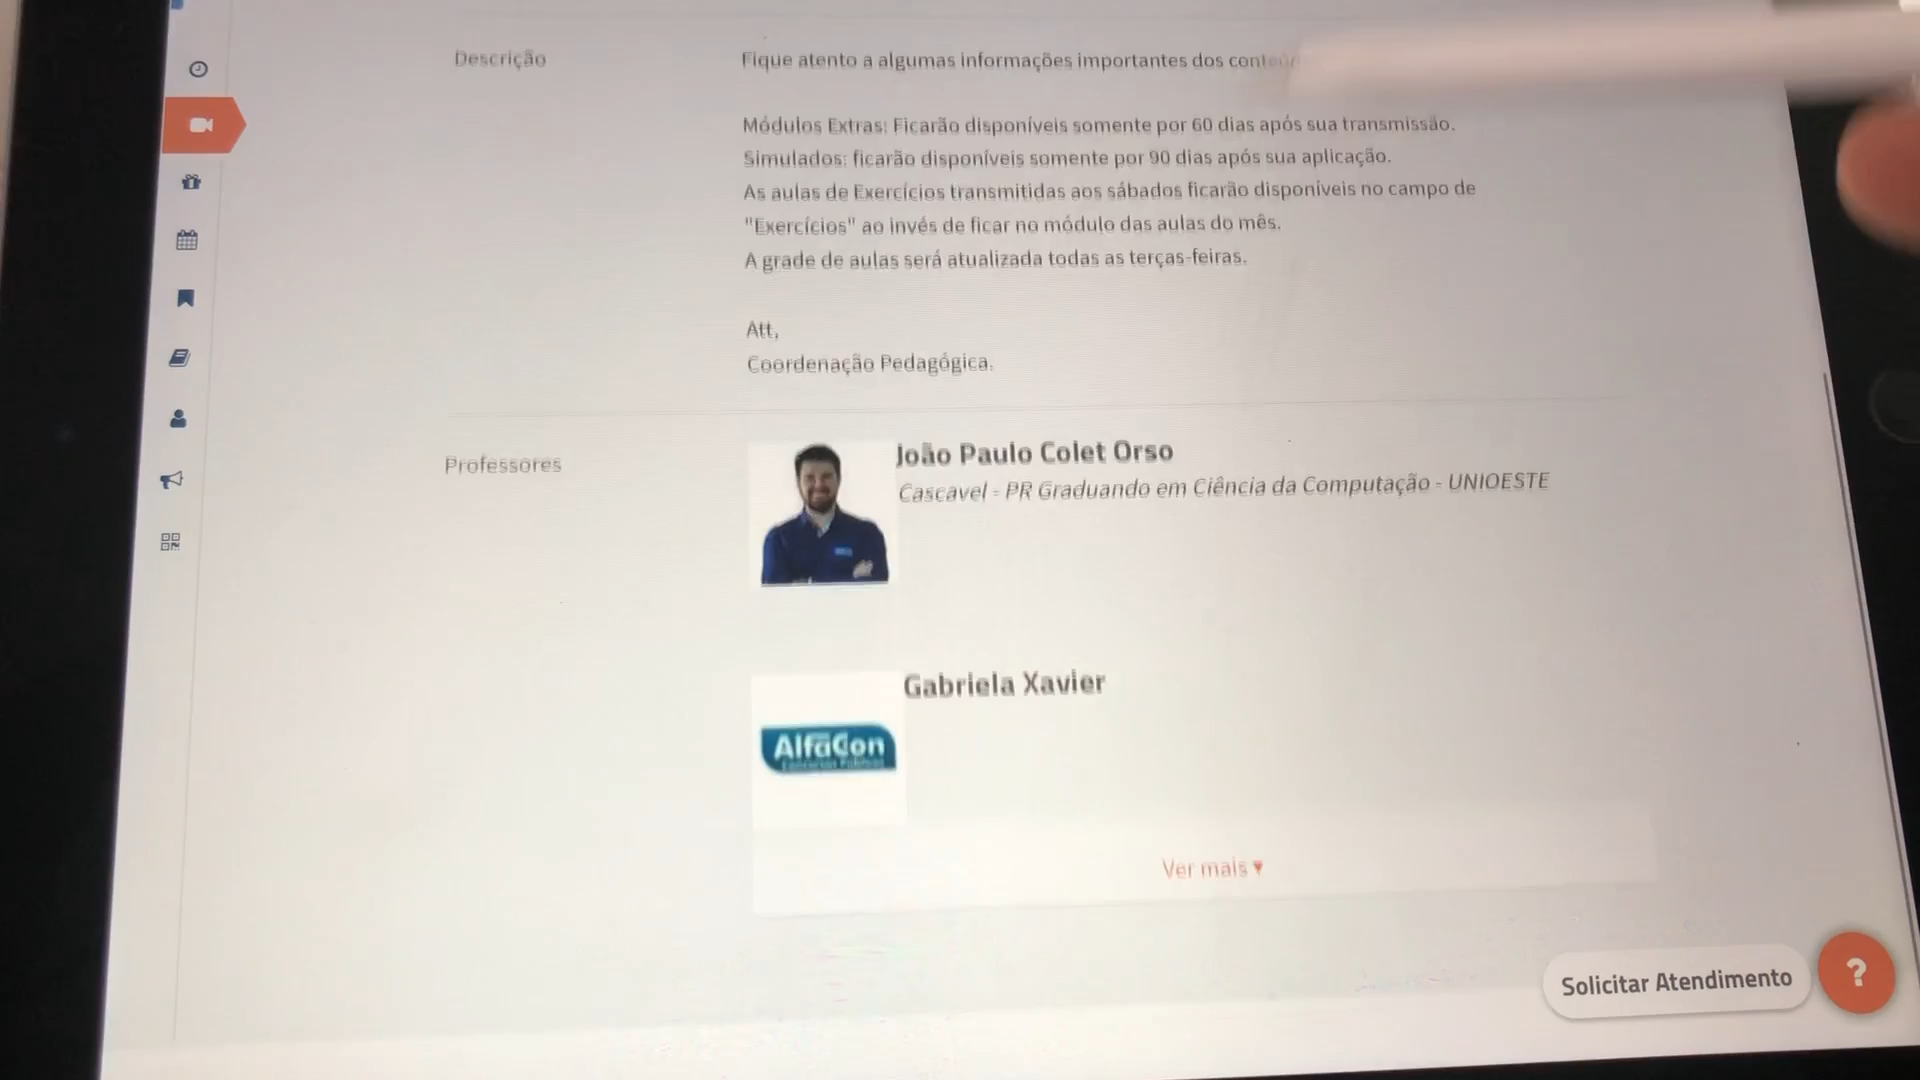 Descrição
Fique atento a algumas informações importantes dos
Módulos Extras: Ficarão disponíveis somente por 60 dias após sua transmissão.
Simulados: ficarão disponíveis somente por 90 dias após sua aplicação.
As aulas de Exercícios transmitidas aos sábados ficarão disponíveis no campo de
"Exercícios" ao invés de ficar no módulo das aulas do mês.
A grade de aulas será atualizada todas as terças-feiras.
Att,
Coordenação Pedagógica.
Professores
João Paulo Colet Orso
Cascavel - PR Graduando em Ciência da Computação - UNIOESTE
Gabriela Xavier
AlfaCon
Concursos Públicos
Ver mais ▾
Solicitar Atendimento
?